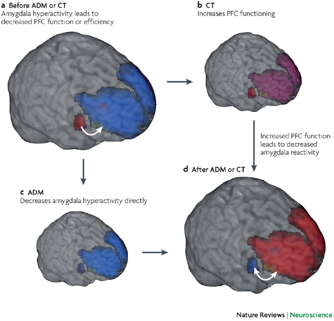 a Before ADM or CT
Amygdala hyperactivity leads to
decreased PFC function or efficiency
b CT
Increases PFC functioning
Increased PFC function
leads to decreased
amygdala reactivity
c ADM
Decreases amygdala hyperactivity directly
d After ADM or CT
Nature Reviews | Neuroscience